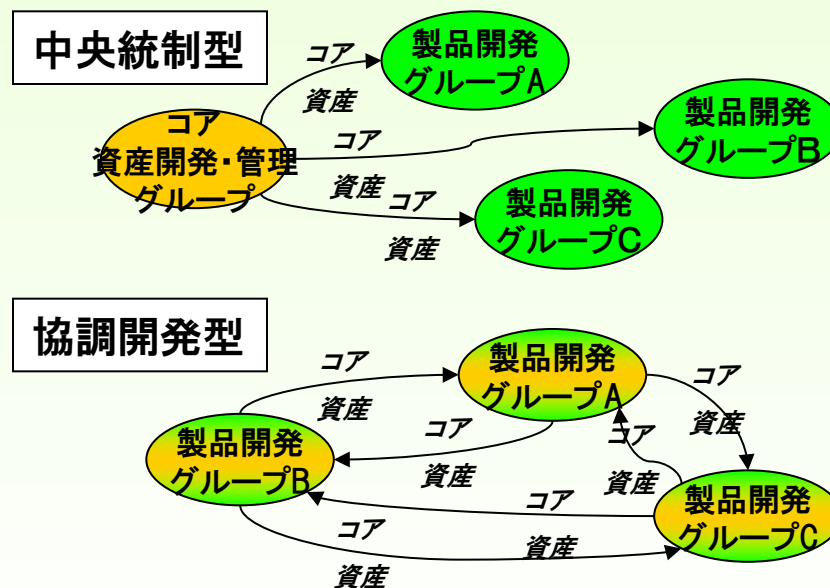 中央統制型
コア
資産
製品開発
グループA
コア
資産開発・管理
グループ
コア
資産
製品開発
グループB
コア
資産
製品開発
グループC
協調開発型
コア
資産
製品開発
グループA
コア
資産
コア
資産
製品開発
グループB
コア
資産
コア
資産
製品開発
グループC
コア
資産